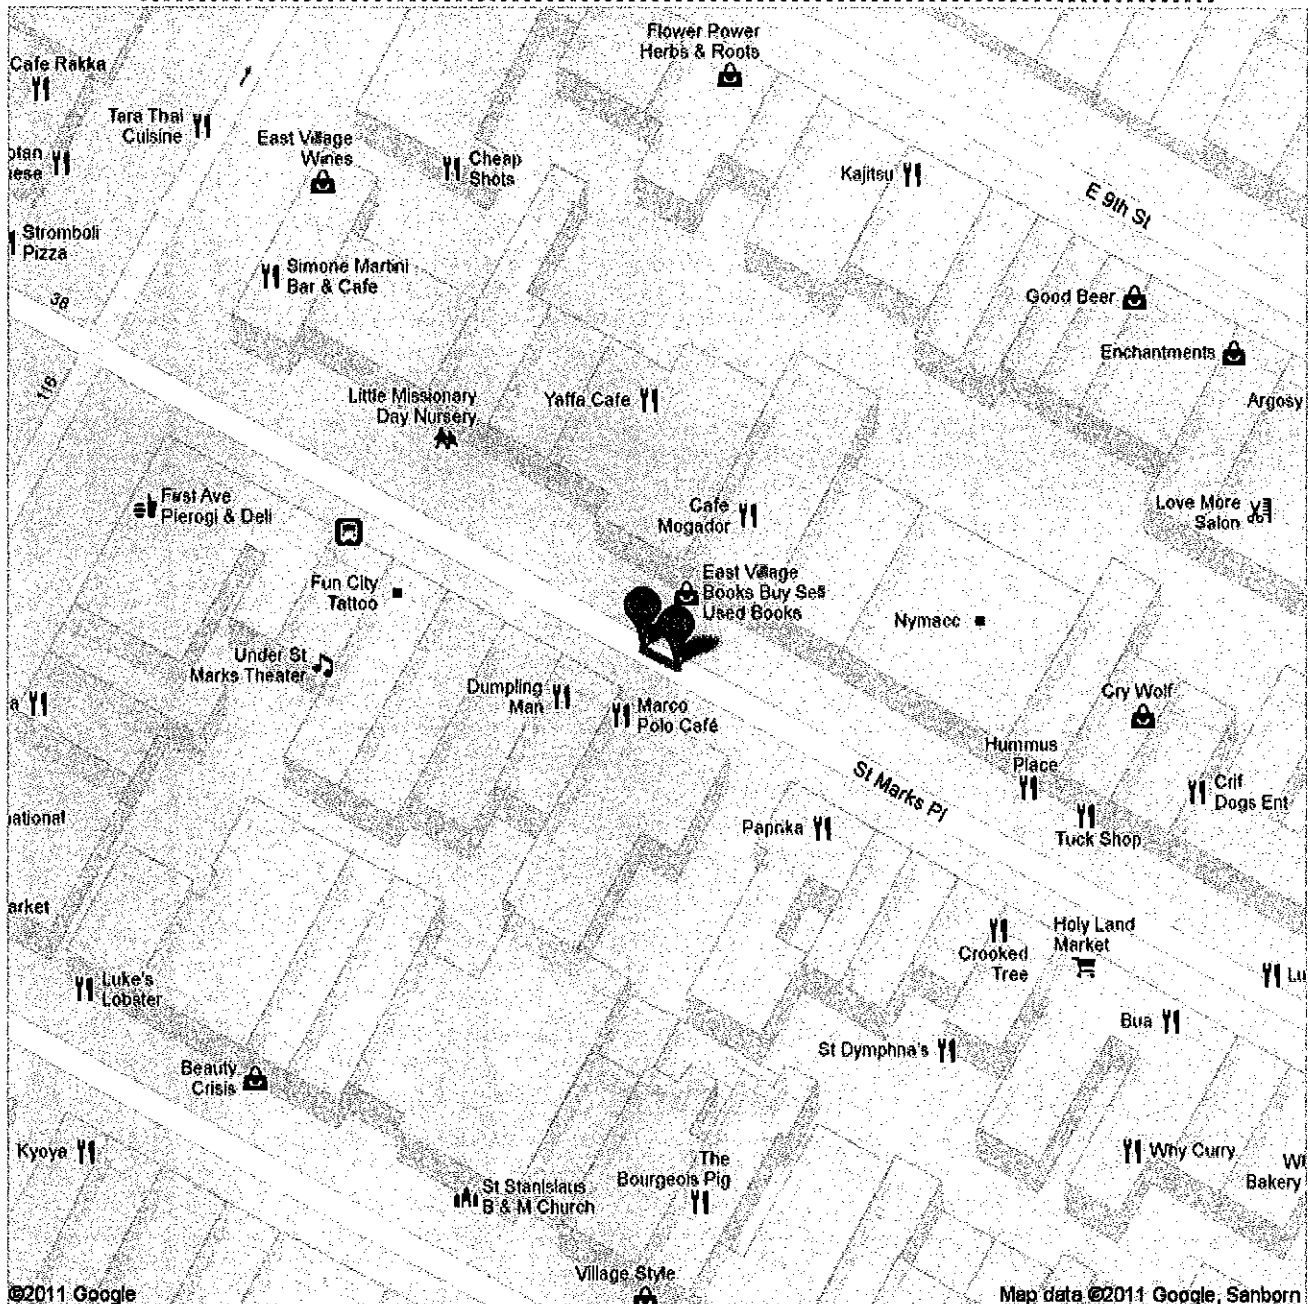 Flower Power
Herbs & Roots
Cafe Rakka
Tara Thai
Cuisine
East Village
Wines
Cheap
Shots
Kajitsu
E 9th St
Stromboli
Pizza
Simone Martini
Bar & Cafe
38
Good Beer
Enchantments
116
Little Missionary
Day Nursery
Yaffa Cafe
Argosy
First Ave
Pierogi & Deli
Cafe
Mogador
Love More
Salon
Fun City
Tattoo
East Village
Books Buy Sell
Used Books
Nymacc
Under St
Marks Theater
Dumpling
Man
Marco
Polo Café
Cry Wolf
Hummus
Place
St Marks Pl
Crif
Dogs Ent
Paprika
Tuck Shop
ational
arket
Crooked
Tree
Holy Land
Market
Luke's
Lobster
Lu
Bua
St Dymphna's
Beauty
Crisis
Kyoya
The
Bourgeois Pig
Why Curry
Bakery
St Stanislaus
B & M Church
Village Style
©2011 Google
Map data ©2011 Google, Sanborn